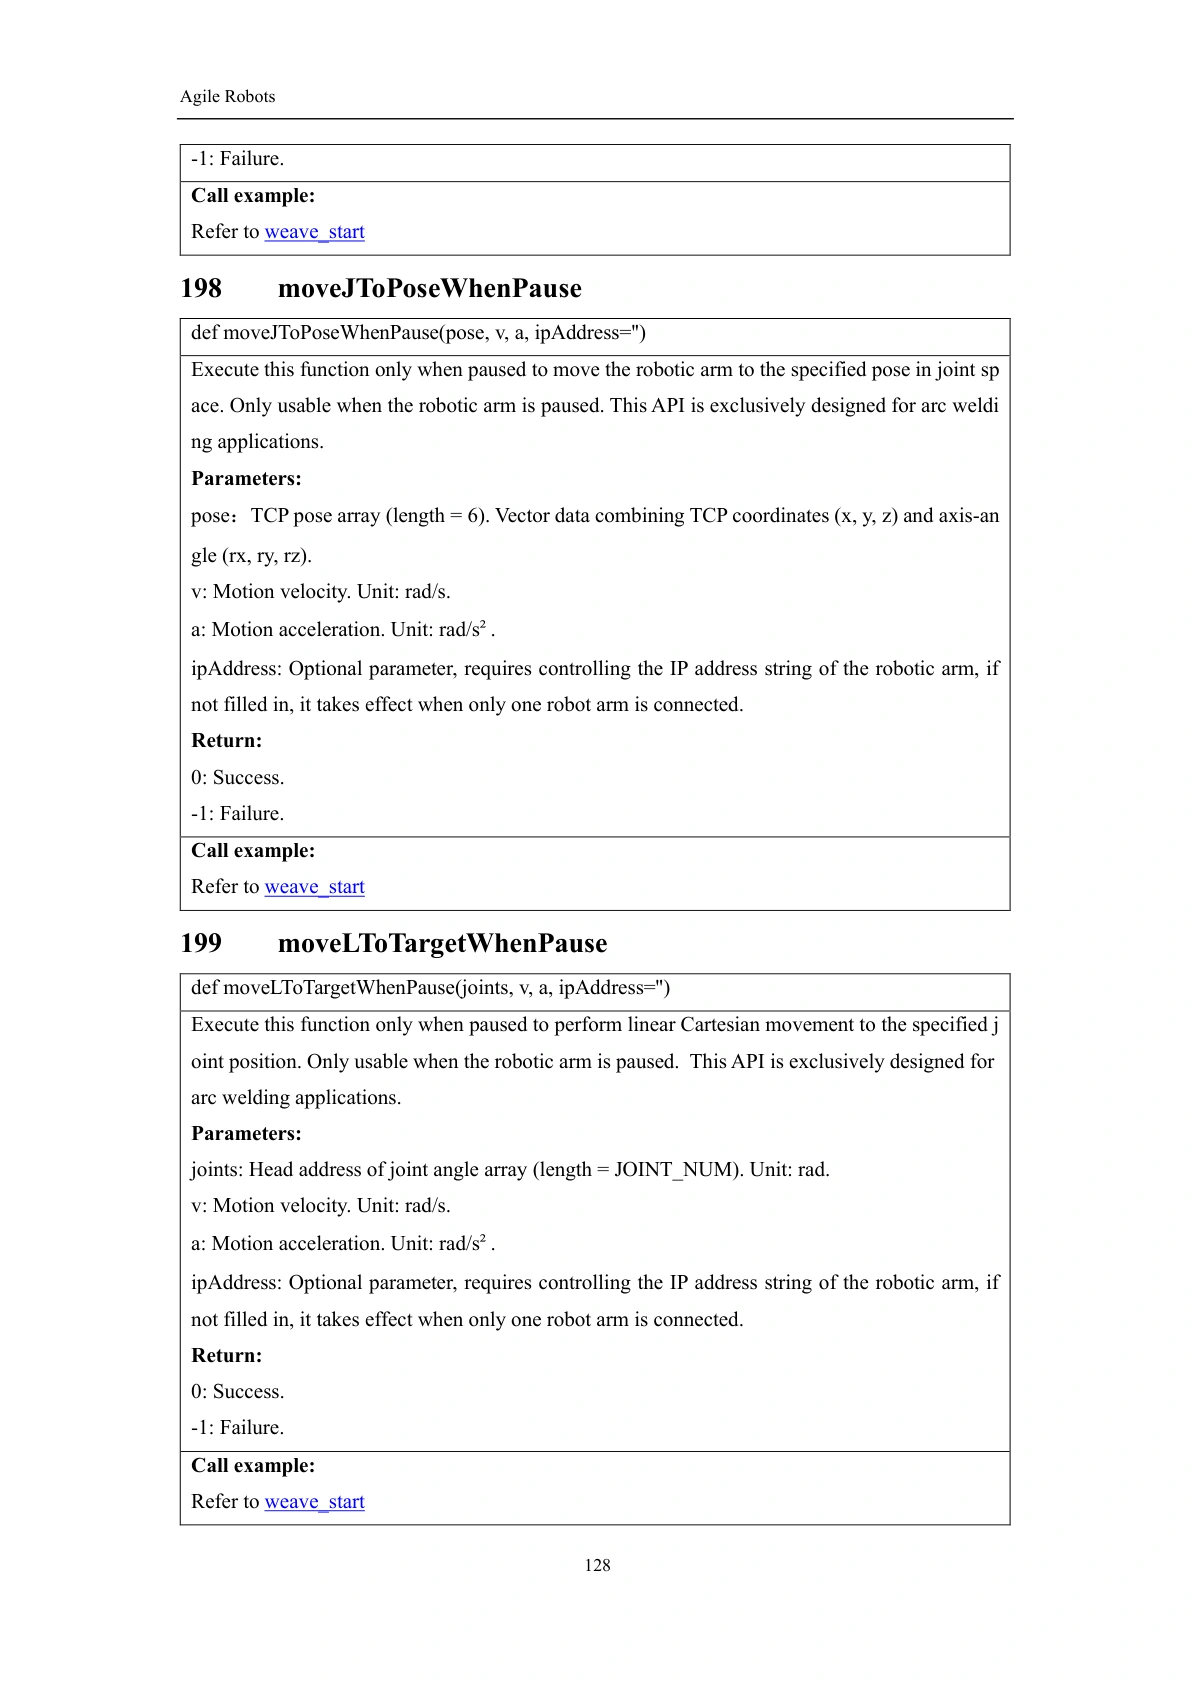 Agile Robots
-1: Failure.
Call example:
Refer to weave_start
198 moveJToPoseWhenPause
def moveJToPoseWhenPause(pose, v, a, ipAddress='')
Execute this function only when paused to move the robotic arm to the specified pose in joint sp
ace. Only usable when the robotic arm is paused. This API is exclusively designed for arc weldi
ng applications.
Parameters:
pose：TCP pose array (length = 6). Vector data combining TCP coordinates (x, y, z) and axis-an
gle (rx, ry, rz).
v: Motion velocity. Unit: rad/s.
a: Motion acceleration. Unit: rad/s² .
ipAddress: Optional parameter, requires controlling the IP address string of the robotic arm, if
not filled in, it takes effect when only one robot arm is connected.
Return:
0: Success.
-1: Failure.
Call example:
Refer to weave_start
199 moveLToTargetWhenPause
def moveLToTargetWhenPause(joints, v, a, ipAddress='')
Execute this function only when paused to perform linear Cartesian movement to the specified j
oint position. Only usable when the robotic arm is paused.  This API is exclusively designed for
arc welding applications.
Parameters:
joints: Head address of joint angle array (length = JOINT_NUM). Unit: rad.
v: Motion velocity. Unit: rad/s.
a: Motion acceleration. Unit: rad/s² .
ipAddress: Optional parameter, requires controlling the IP address string of the robotic arm, if
not filled in, it takes effect when only one robot arm is connected.
Return:
0: Success.
-1: Failure.
Call example:
Refer to weave_start
128